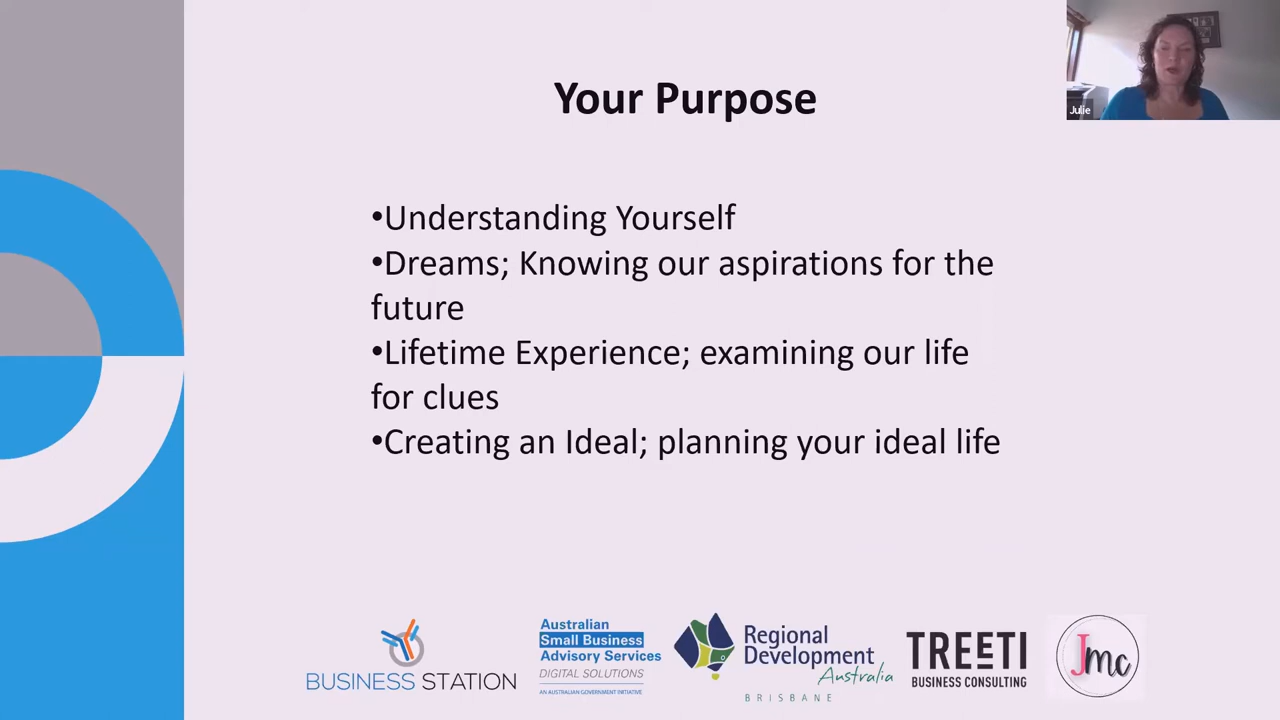 Your Purpose
Julie
•Understanding Yourself
•Dreams; Knowing our aspirations for the
future
•Lifetime Experience; examining our life
for clues
•Creating an Ideal; planning your ideal life
BUSINESS STATION
Australian
Small Business
Advisory Services
DIGITAL SOLUTIONS
AN AUSTRALIAN GOVERNMENT INITIATIVE
Regional
Development
Australia
BRISBANE
TREETI
BUSINESS CONSULTING
Jmc